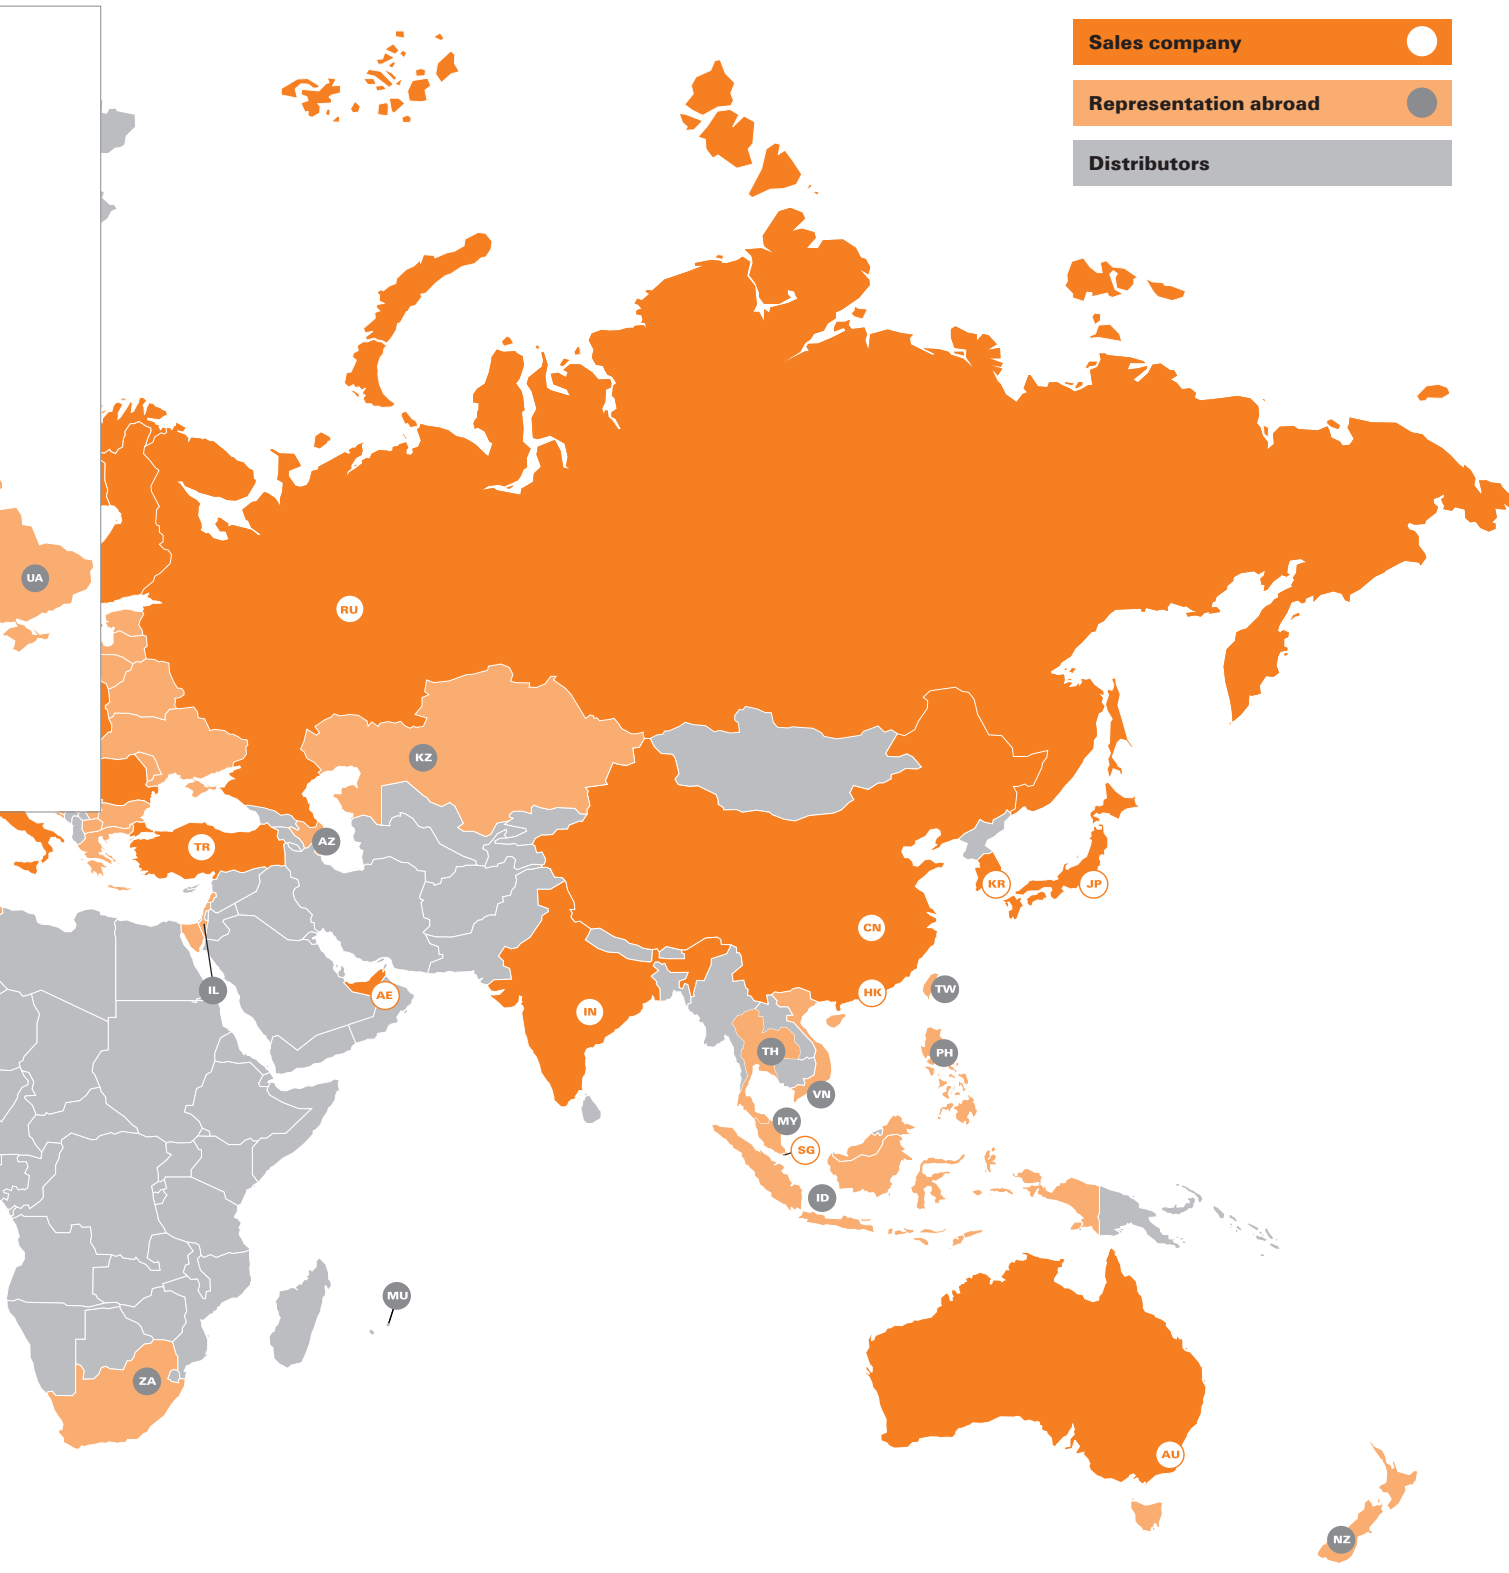 Sales company
Representation abroad
Distributors
UA
RU
KZ
TR
AZ
KR
JP
CN
IL
AE
IN
HK
TW
TH
PH
VN
MY
SG
ID
MU
ZA
AU
NZ